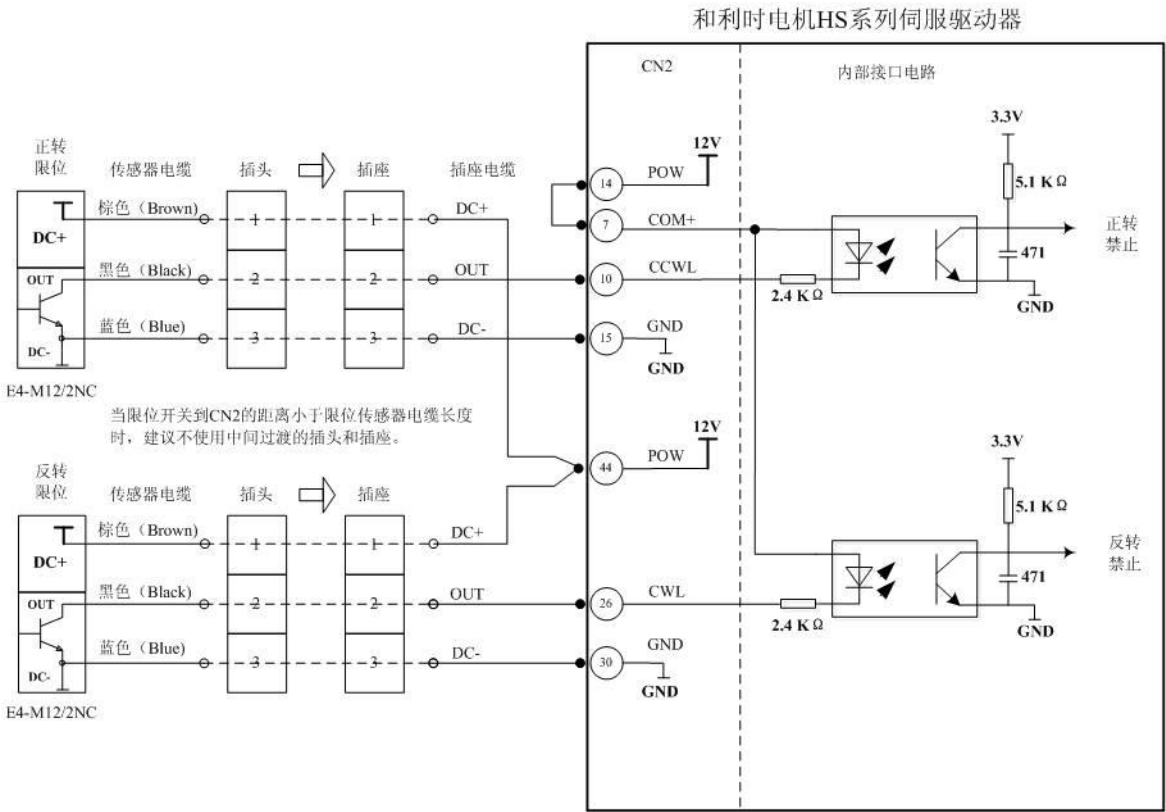 和利时电机HS系列伺服驱动器
CN2
内部接口电路
正转
限位
传感器电缆
插头
插座
插座电缆
DC+
OUT
DC-
棕色（Brown)
黑色（Black)
蓝色（Blue)
1
2
3
1
2
3
DC+
OUT
DC-
E4-M12/2NC
14
POW
12V
7
COM+
10
CCWL
15
GND
GND
2.4 KΩ
3.3V
5.1 KΩ
471
GND
正转
禁止
当限位开关到CN2的距离小于限位传感器电缆长度
时，建议不使用中间过渡的插头和插座。
44
POW
12V
反转
限位
传感器电缆
插头
插座
DC+
OUT
DC-
棕色（Brown)
黑色（Black)
蓝色（Blue)
1
2
3
1
2
3
DC+
OUT
DC-
E4-M12/2NC
26
CWL
30
GND
GND
2.4 KΩ
3.3V
5.1 KΩ
471
GND
反转
禁止